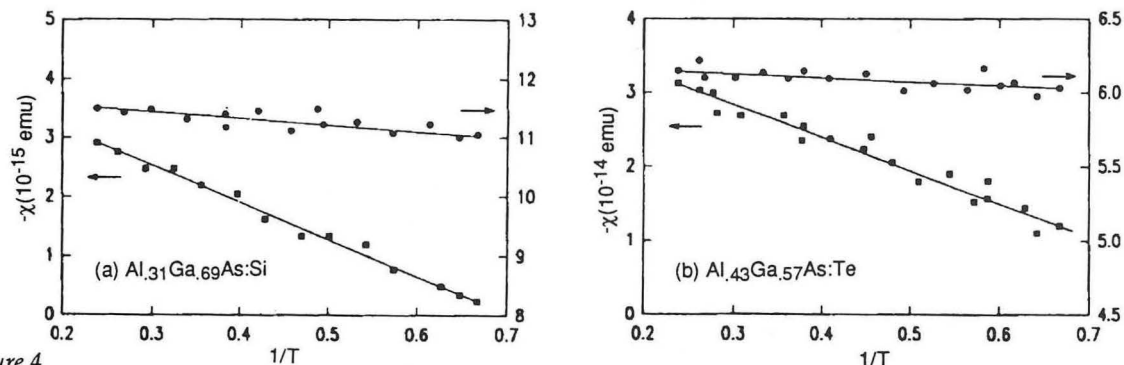 5
4
3
2
1
0
-χ(10⁻¹⁵ emu)
13
12
11
10
9
8
(a) Al.31Ga.69As:Si
0.2 0.3 0.4 0.5 0.6 0.7
1/T
4
3
2
1
0
-χ(10⁻¹⁴ emu)
6.5
6.0
5.5
5.0
4.5
(b) Al.43Ga.57As:Te
0.2 0.3 0.4 0.5 0.6 0.7
1/T
4